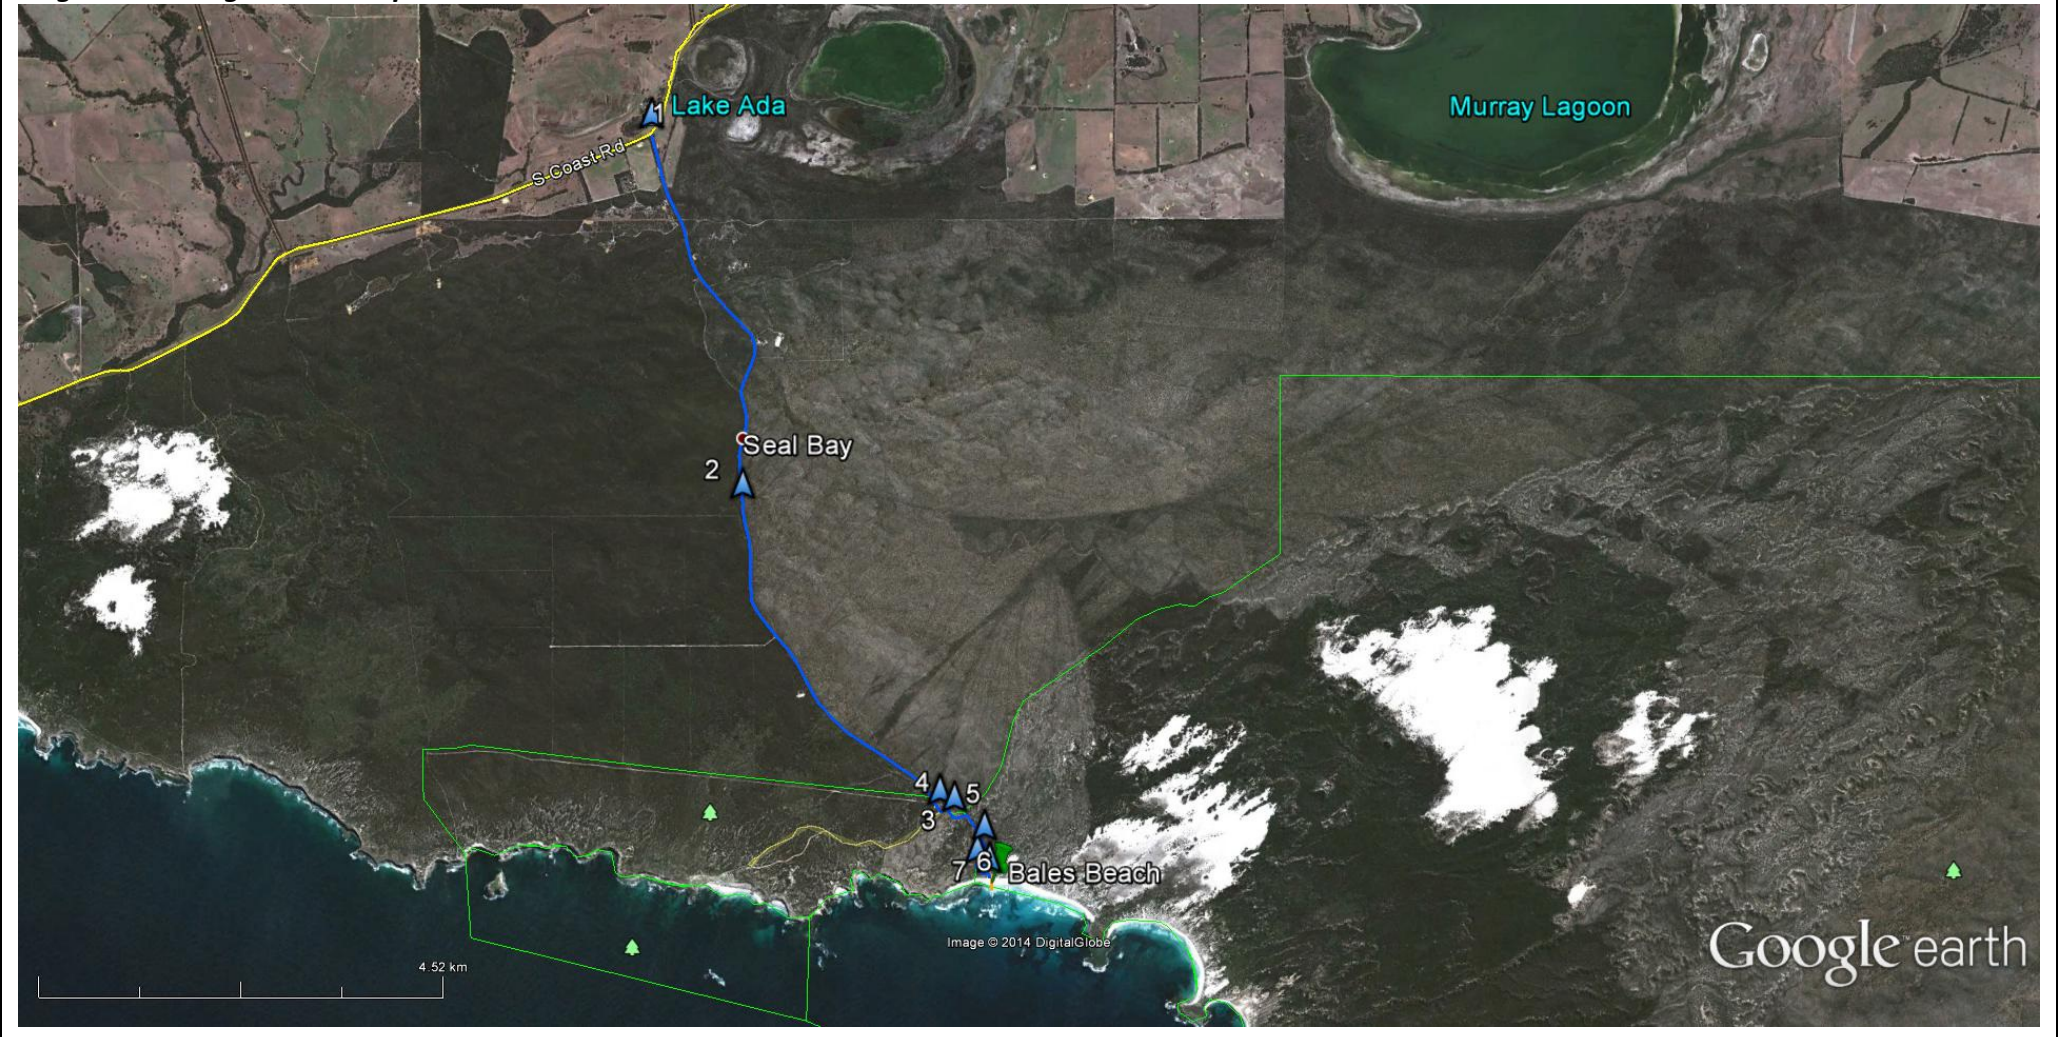 1
Lake Ada
Murray Lagoon
S Coast Rd
Seal Bay
2
4
5
3
7
6
Bales Beach
Image © 2014 DigitalGlobe
Google earth
4.52 km